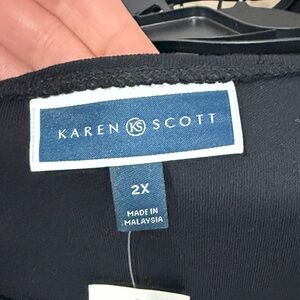 KAREN KS SCOTT
2X
MADE IN
MALAYSIA